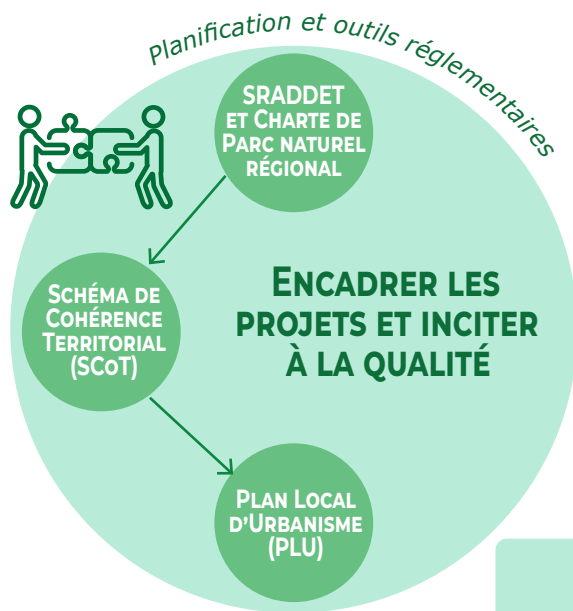 Planification et outils réglementaires
SRADDET
ET CHARTE DE
PARC NATUREL
RÉGIONAL
SCHÉMA DE
COHÉRENCE
TERRITORIAL
(SCOT)
ENCADRER LES
PROJETS ET INCITER
À LA QUALITÉ
PLAN LOCAL
D'URBANISME
(PLU)